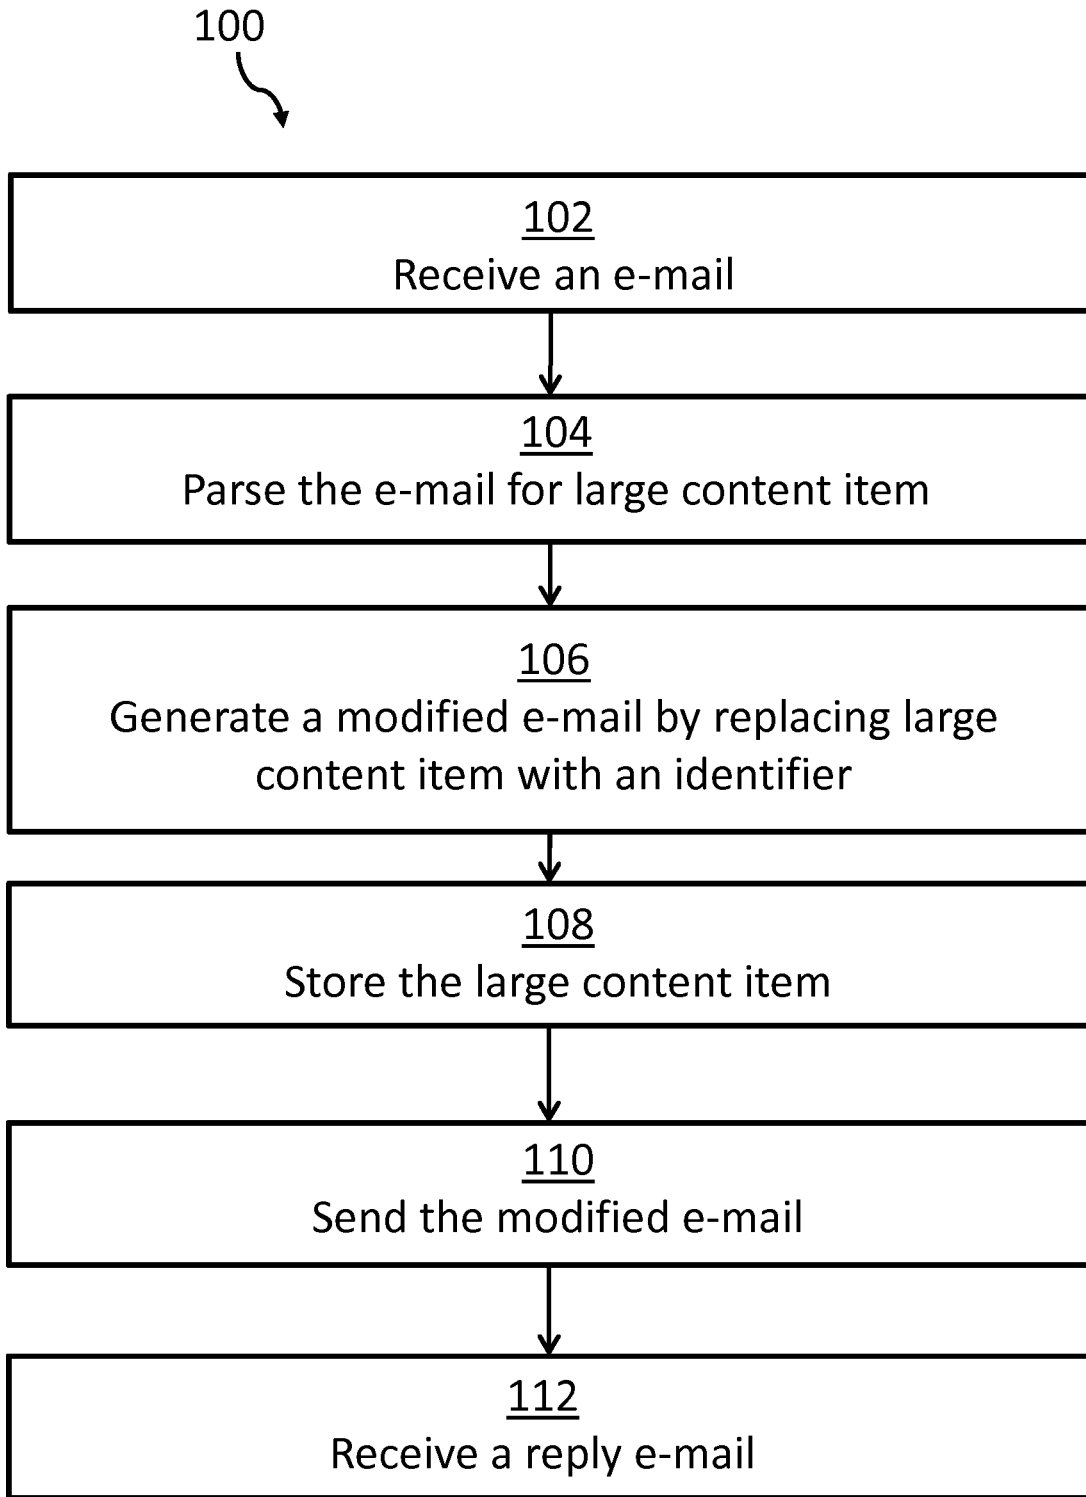 100
102
Receive an e-mail
104
Parse the e-mail for large content item
106
Generate a modified e-mail by replacing large
content item with an identifier
108
Store the large content item
110
Send the modified e-mail
112
Receive a reply e-mail